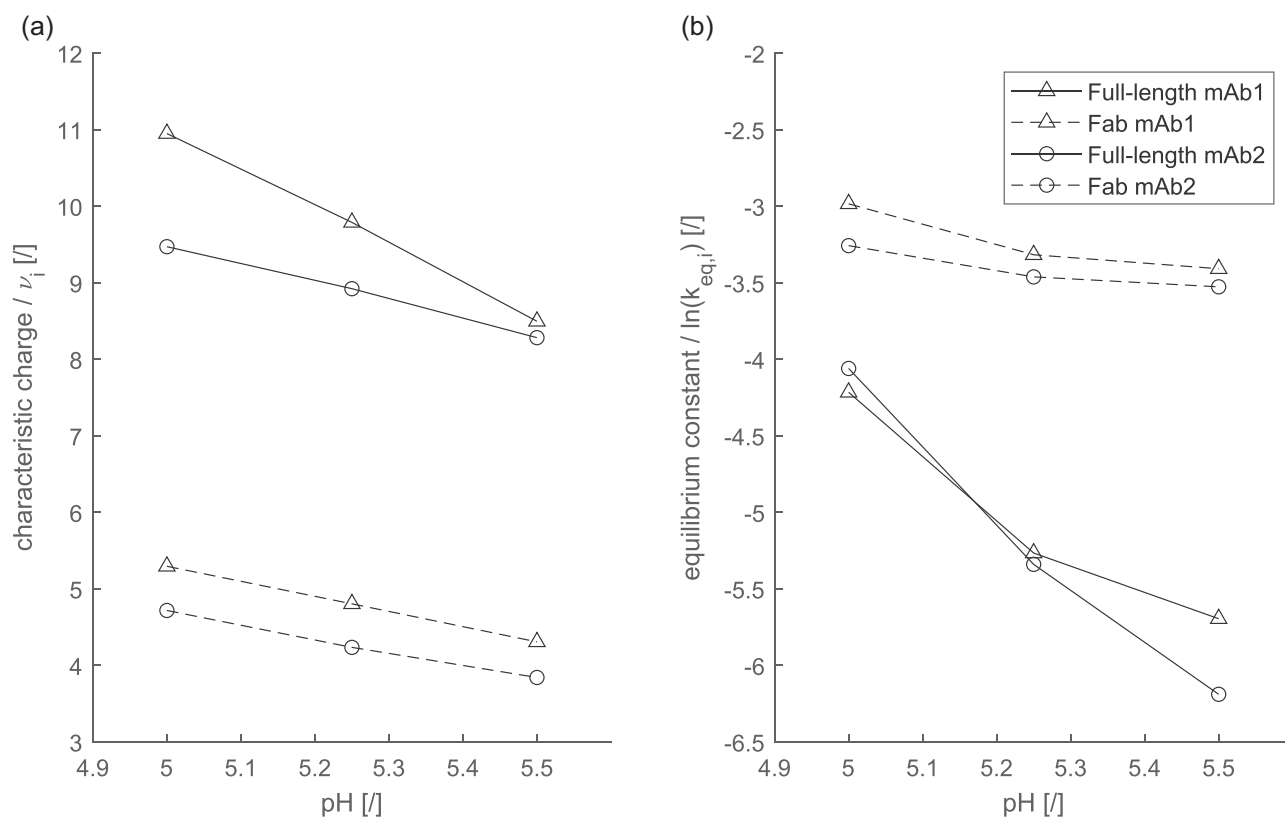 (a)
12
11
10
9
8
7
6
5
4
3
characteristic charge / ν_i [/]
4.9 5 5.1 5.2 5.3 5.4 5.5
pH [/]
(b)
-2
-2.5
-3
-3.5
-4
-4.5
-5
-5.5
-6
-6.5
equilibrium constant / ln(k_eq,i) [/]
4.9 5 5.1 5.2 5.3 5.4 5.5
pH [/]
Full-length mAb1
Fab mAb1
Full-length mAb2
Fab mAb2